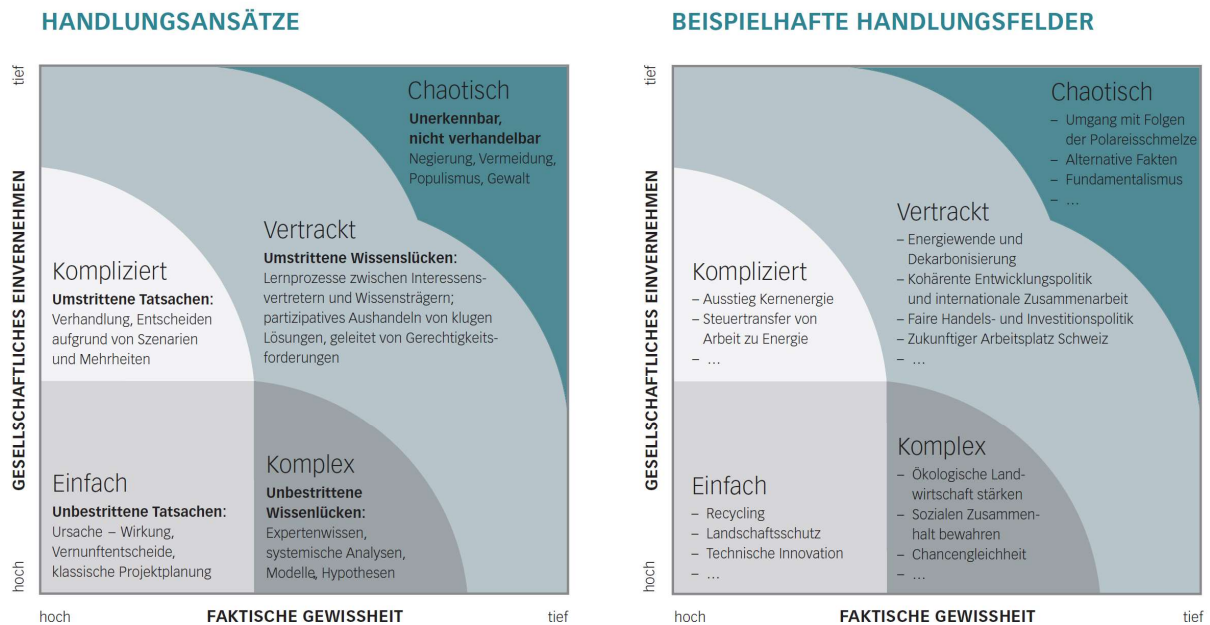 HANDLUNGSANSÄTZE
tief
GESELLSCHAFTLICHES EINVERNEHMEN
hoch
Chaotisch
Unerkennbar,
nicht verhandelbar
Negierung, Vermeidung,
Populismus, Gewalt
Vertrackt
Umstrittene Wissenslücken:
Lernprozesse zwischen Interessens-
vertretern und Wissensträgern;
partizipatives Aushandeln von klugen
Lösungen, geleitet von Gerechtigkeits-
forderungen
Kompliziert
Umstrittene Tatsachen:
Verhandlung, Entscheiden
aufgrund von Szenarien
und Mehrheiten
Einfach
Unbestrittene Tatsachen:
Ursache – Wirkung,
Vernunftentscheide,
klassische Projektplanung
Komplex
Unbestrittene
Wissenlücken:
Expertenwissen,
systemische Analysen,
Modelle, Hypothesen
hoch
FAKTISCHE GEWISSHEIT
tief
BEISPIELHAFTE HANDLUNGSFELDER
tief
GESELLSCHAFTLICHES EINVERNEHMEN
hoch
Chaotisch
– Umgang mit Folgen
der Polareisschmelze
– Alternative Fakten
– Fundamentalismus
– ...
Vertrackt
– Energiewende und
Dekarbonisierung
– Kohärente Entwicklungspolitik
und internationale Zusammenarbeit
– Faire Handels- und Investitionspolitik
– Zukunftiger Arbeitsplatz Schweiz
– ...
Kompliziert
– Ausstieg Kernenergie
– Steuertransfer von
Arbeit zu Energie
– ...
Einfach
– Recycling
– Landschaftsschutz
– Technische Innovation
– ...
Komplex
– Ökologische Land-
wirtschaft stärken
– Sozialen Zusammen-
halt bewahren
– Chancengleichheit
– ...
hoch
FAKTISCHE GEWISSHEIT
tief